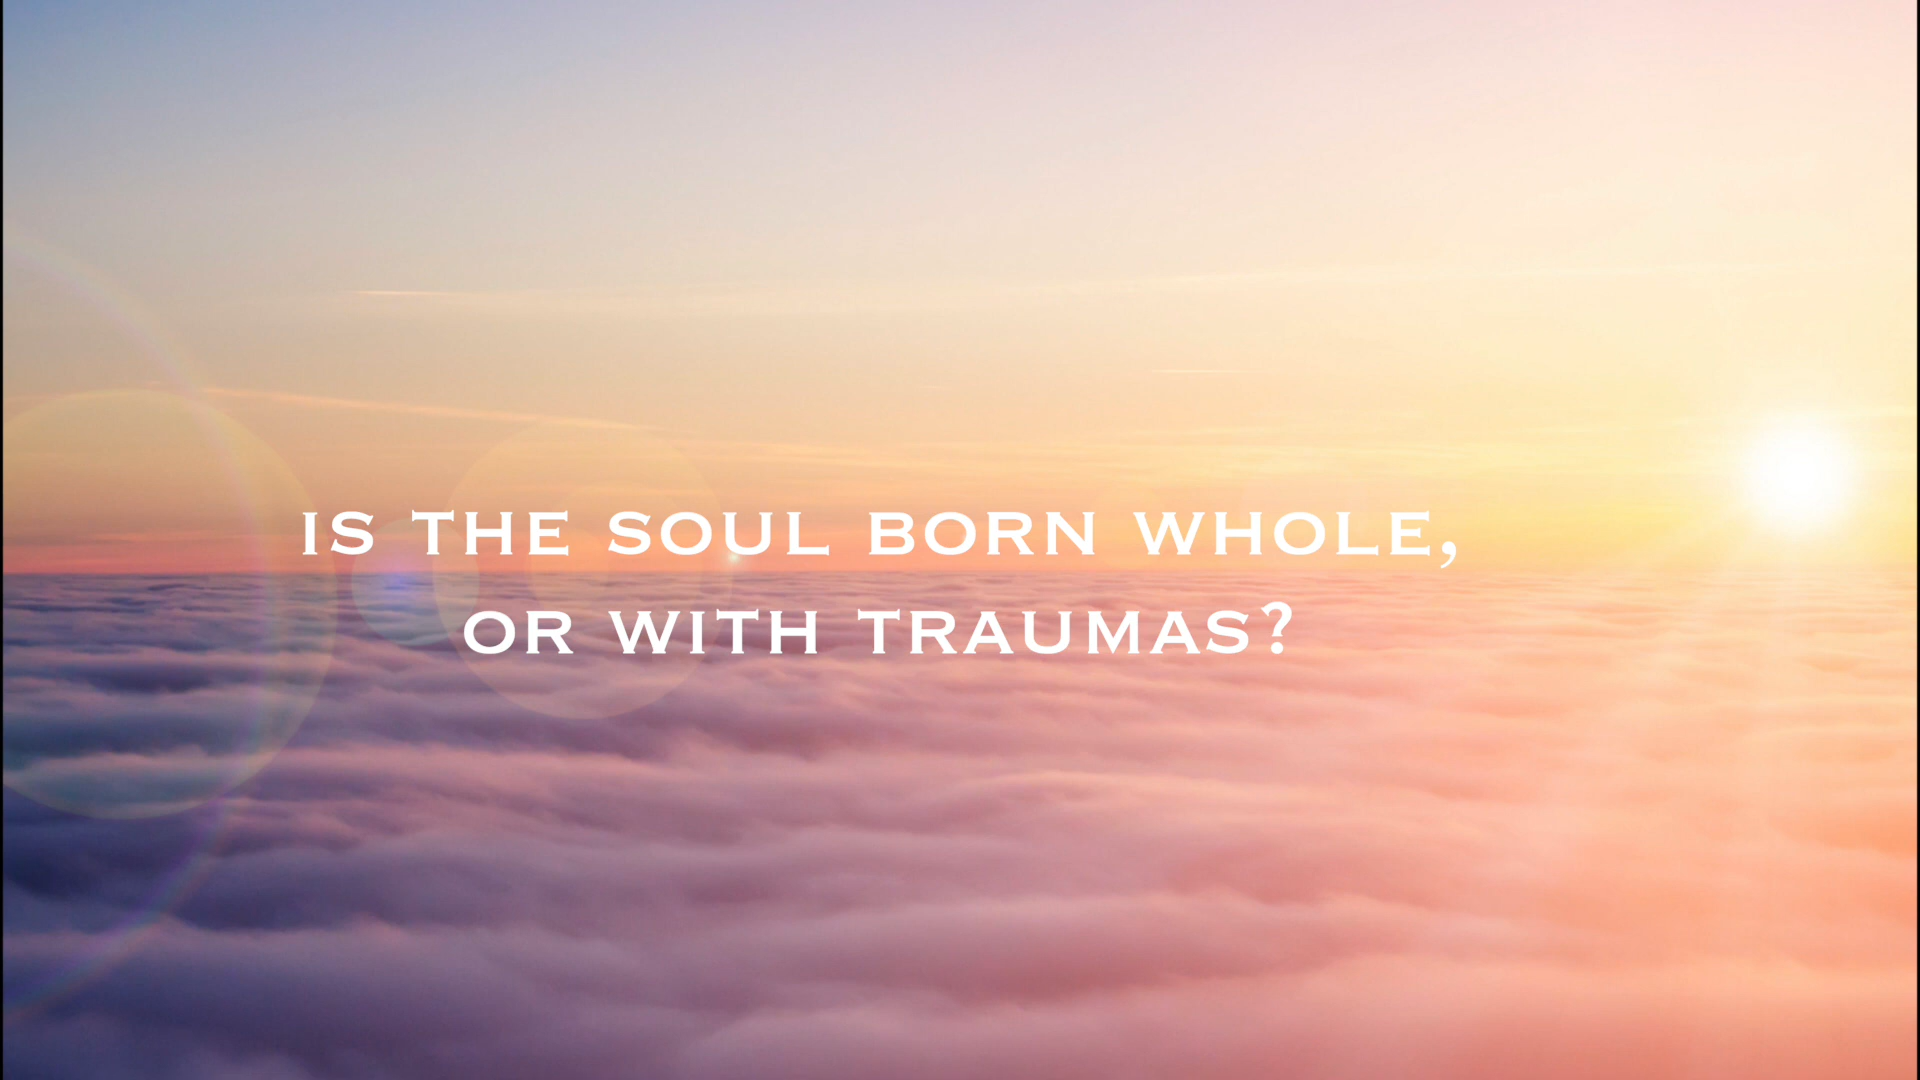 IS THE SOUL BORN WHOLE,
OR WITH TRAUMAS?